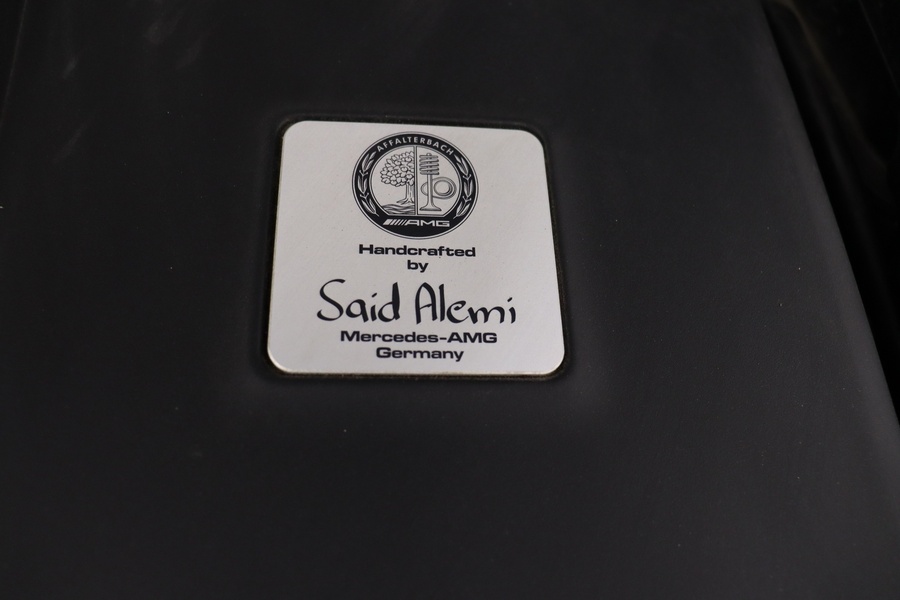 AFFALTERBACH
AMG
Handcrafted
by
Said Alemi
Mercedes-AMG
Germany